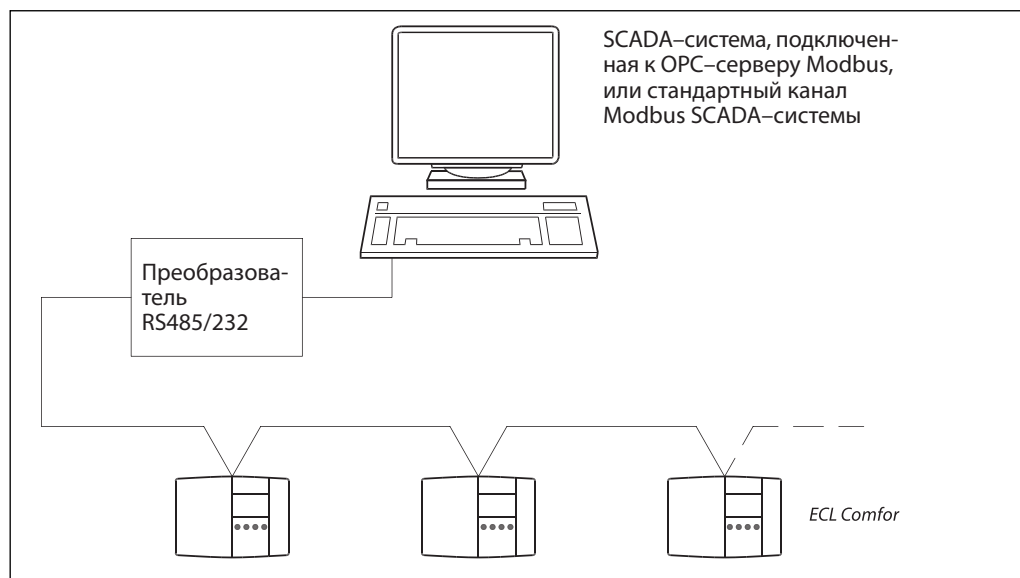 SCADA–система, подключен-
ная к OPC–серверу Modbus,
или стандартный канал
Modbus SCADA–системы
Преобразова-
тель
RS485/232
ECL Comfor